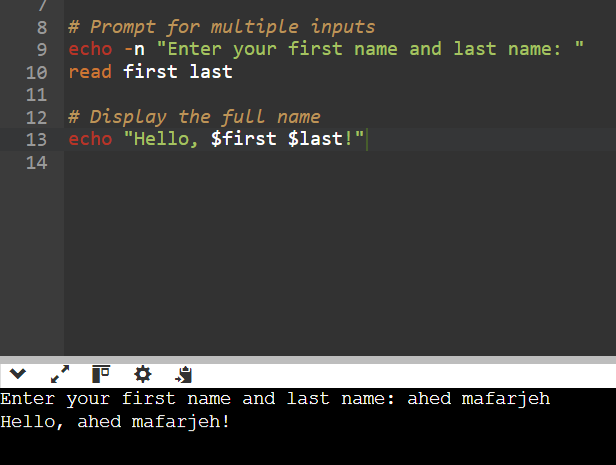 7
8 # Prompt for multiple inputs
9 echo -n "Enter your first name and last name: "
10 read first last
11
12 # Display the full name
13 echo "Hello, $first $last!"
14
Enter your first name and last name: ahed mafarjeh
Hello, ahed mafarjeh!